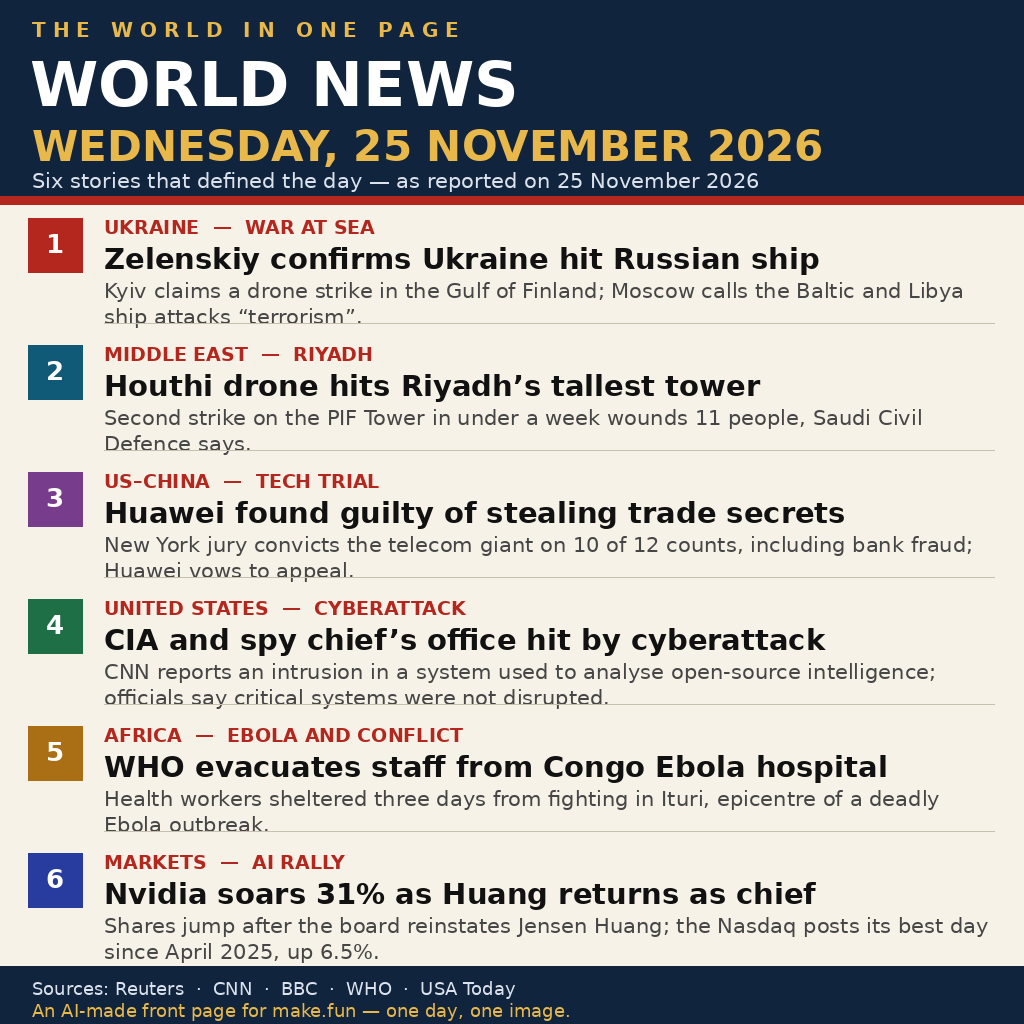 THE WORLD IN ONE PAGE
WORLD NEWS
WEDNESDAY, 25 NOVEMBER 2026
Six stories that defined the day — as reported on 25 November 2026
1
UKRAINE — WAR AT SEA
Zelenskiy confirms Ukraine hit Russian ship
Kyiv claims a drone strike in the Gulf of Finland; Moscow calls the Baltic and Libya
ship attacks “terrorism”.
2
MIDDLE EAST — RIYADH
Houthi drone hits Riyadh’s tallest tower
Second strike on the PIF Tower in under a week wounds 11 people, Saudi Civil
Defence says.
3
US–CHINA — TECH TRIAL
Huawei found guilty of stealing trade secrets
New York jury convicts the telecom giant on 10 of 12 counts, including bank fraud;
Huawei vows to appeal.
4
UNITED STATES — CYBERATTACK
CIA and spy chief’s office hit by cyberattack
CNN reports an intrusion in a system used to analyse open-source intelligence;
officials say critical systems were not disrupted.
5
AFRICA — EBOLA AND CONFLICT
WHO evacuates staff from Congo Ebola hospital
Health workers sheltered three days from fighting in Ituri, epicentre of a deadly
Ebola outbreak.
6
MARKETS — AI RALLY
Nvidia soars 31% as Huang returns as chief
Shares jump after the board reinstates Jensen Huang; the Nasdaq posts its best day
since April 2025, up 6.5%.
Sources: Reuters · CNN · BBC · WHO · USA Today
An AI-made front page for make.fun — one day, one image.